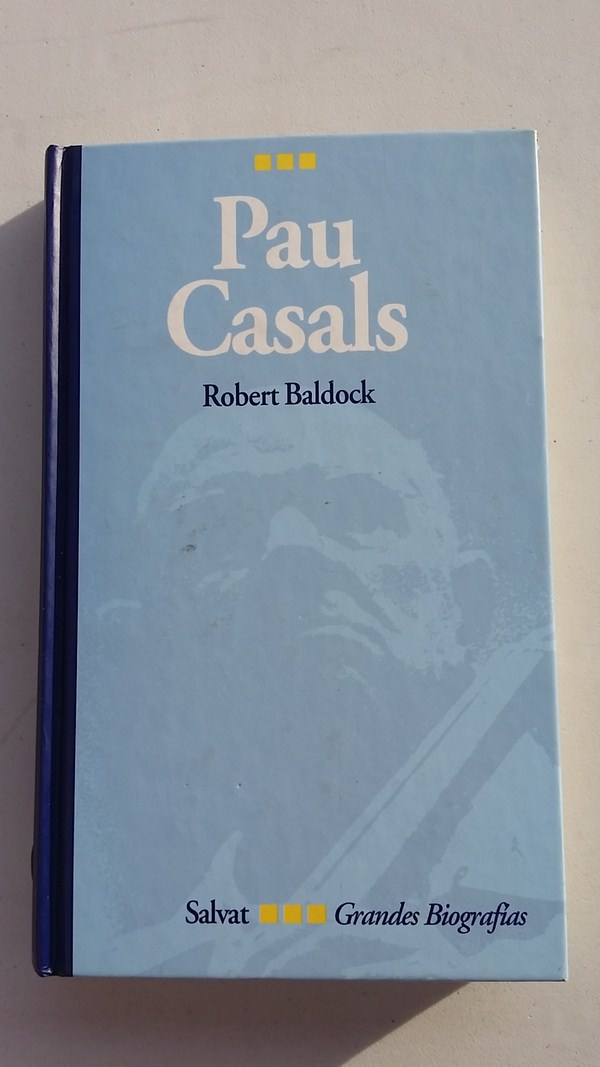 Pau
Casals
Robert Baldock
Salvat Grandes Biografías